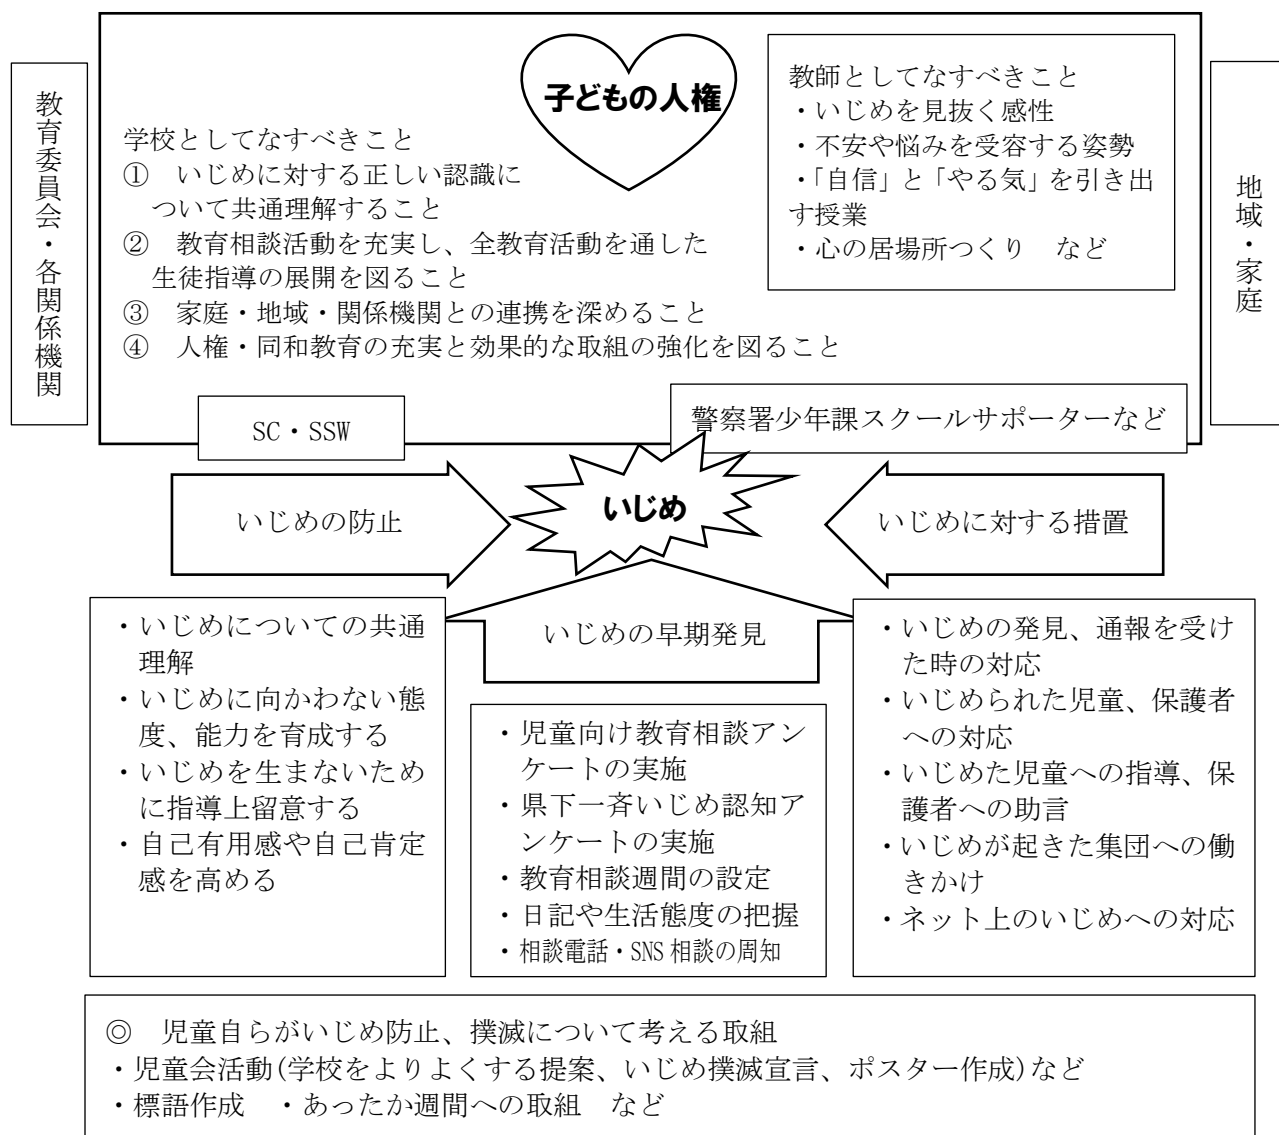 子どもの人権
教育委員会・各関係機関
学校としてなすべきこと
① いじめに対する正しい認識に
ついて共通理解すること
② 教育相談活動を充実し、全教育活動を通した
生徒指導の展開を図ること
③ 家庭・地域・関係機関との連携を深めること
④ 人権・同和教育の充実と効果的な取組の強化を図ること
教師としてなすべきこと
・いじめを見抜く感性
・不安や悩みを受容する姿勢
・「自信」と「やる気」を引き出
す授業
・心の居場所つくり など
地域・家庭
SC・SSW
警察署少年課スクールサポーターなど
いじめの防止
いじめ
いじめに対する措置
いじめの早期発見
・いじめについての共通
理解
・いじめに向かわない態
度、能力を育成する
・いじめを生まないため
に指導上留意する
・自己有用感や自己肯定
感を高める
・児童向け教育相談アン
ケートの実施
・県下一斉いじめ認知ア
ンケートの実施
・教育相談週間の設定
・日記や生活態度の把握
・相談電話・SNS相談の周知
・いじめの発見、通報を受け
た時の対応
・いじめられた児童、保護者
への対応
・いじめた児童への指導、保
護者への助言
・いじめが起きた集団への働
きかけ
・ネット上のいじめへの対応
◎ 児童自らがいじめ防止、撲滅について考える取組
・児童会活動(学校をよりよくする提案、いじめ撲滅宣言、ポスター作成)など
・標語作成 ・あったか週間への取組 など